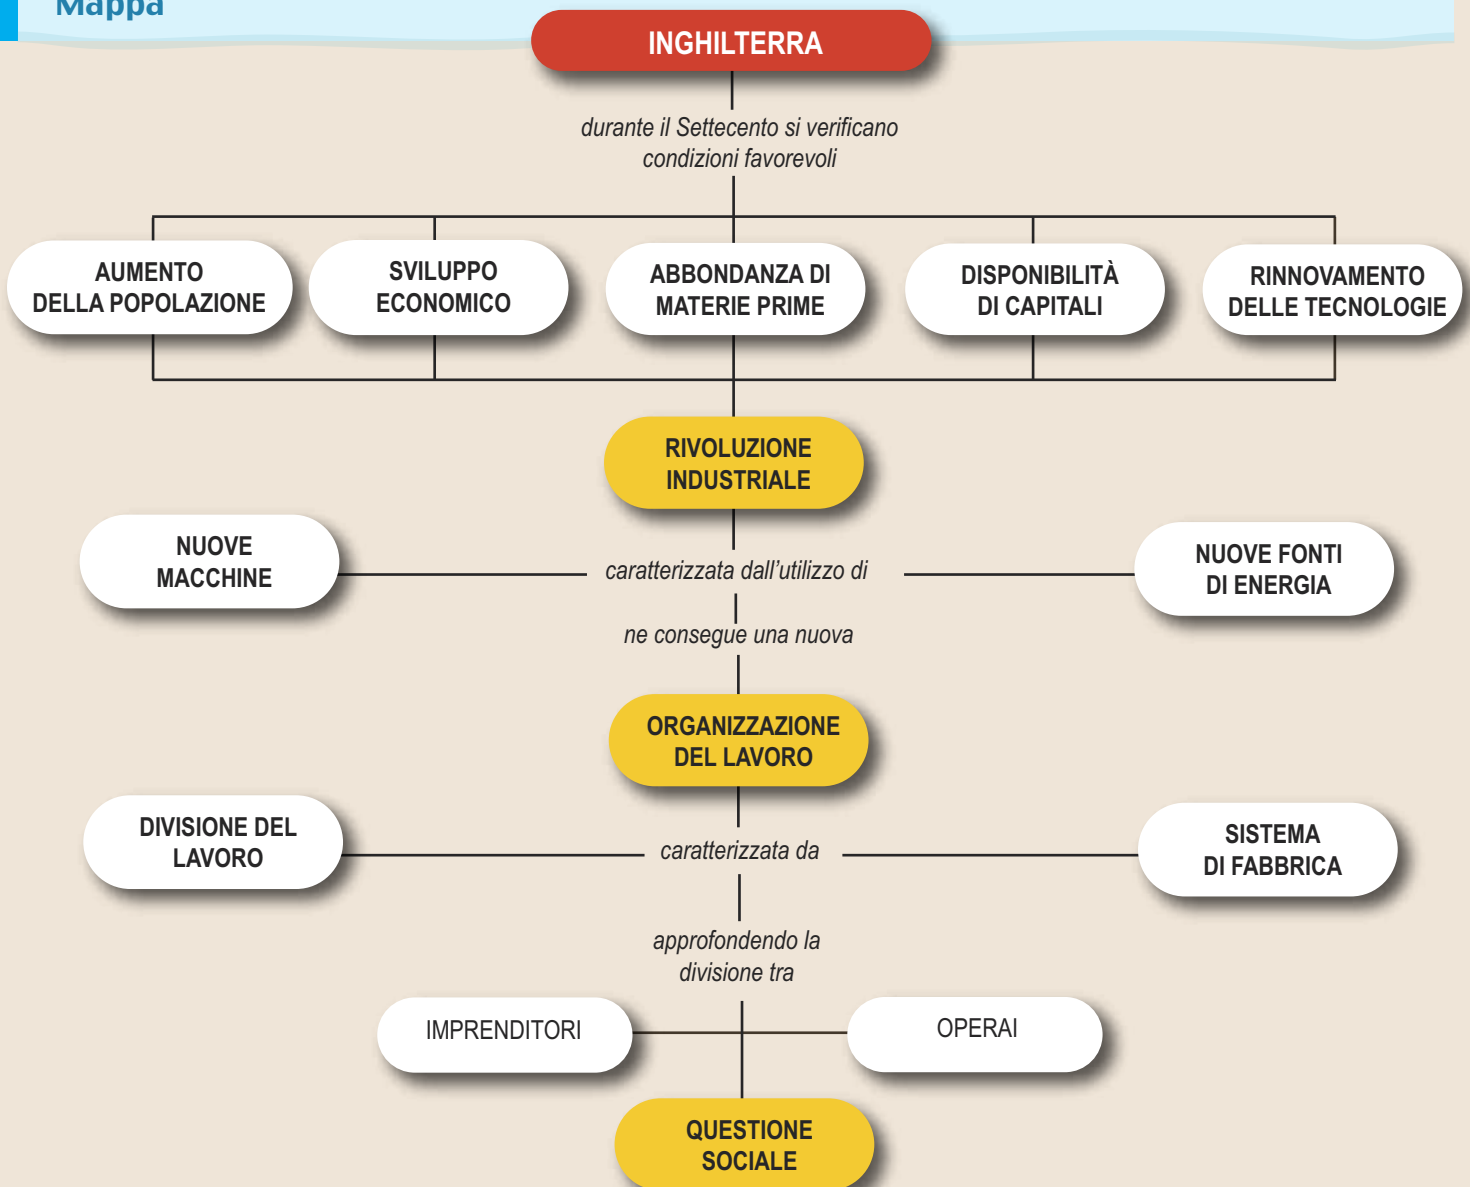 Mappa
INGHILTERRA
durante il Settecento si verificano
condizioni favorevoli
AUMENTO
DELLA POPOLAZIONE
SVILUPPO
ECONOMICO
ABBONDANZA DI
MATERIE PRIME
DISPONIBILITÀ
DI CAPITALI
RINNOVAMENTO
DELLE TECNOLOGIE
RIVOLUZIONE
INDUSTRIALE
NUOVE
MACCHINE
caratterizzata dall'utilizzo di
NUOVE FONTI
DI ENERGIA
ne consegue una nuova
ORGANIZZAZIONE
DEL LAVORO
DIVISIONE DEL
LAVORO
caratterizzata da
SISTEMA
DI FABBRICA
approfondendo la
divisione tra
IMPRENDITORI
OPERAI
QUESTIONE
SOCIALE